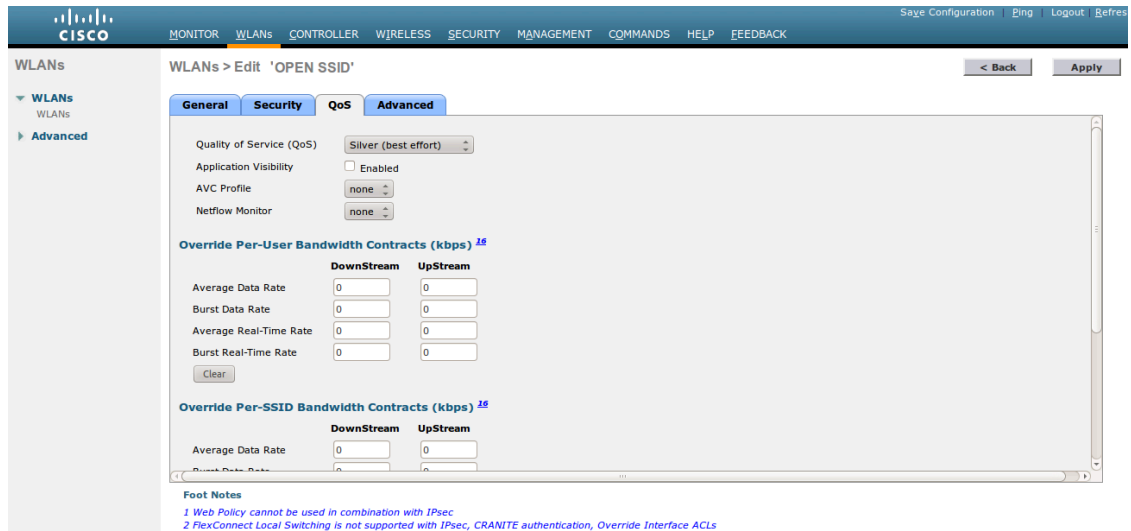 Save Configuration | Ping | Logout | Refres
CISCO
MONITOR WLANs CONTROLLER WIRELESS SECURITY MANAGEMENT COMMANDS HELP FEEDBACK
WLANs
WLANs > Edit 'OPEN SSID'
< Back
Apply
WLANs
WLANs
Advanced
General
Security
QoS
Advanced
Quality of Service (QoS) Silver (best effort)
Application Visibility Enabled
AVC Profile none
Netflow Monitor none
Override Per-User Bandwidth Contracts (kbps) 16
DownStream UpStream
Average Data Rate 0 0
Burst Data Rate 0 0
Average Real-Time Rate 0 0
Burst Real-Time Rate 0 0
Clear
Override Per-SSID Bandwidth Contracts (kbps) 16
DownStream UpStream
Average Data Rate 0 0
Burst Data Rate 0 0
Foot Notes
1 Web Policy cannot be used in combination with IPsec
2 FlexConnect Local Switching is not supported with IPsec, CRANITE authentication, Override Interface ACLs